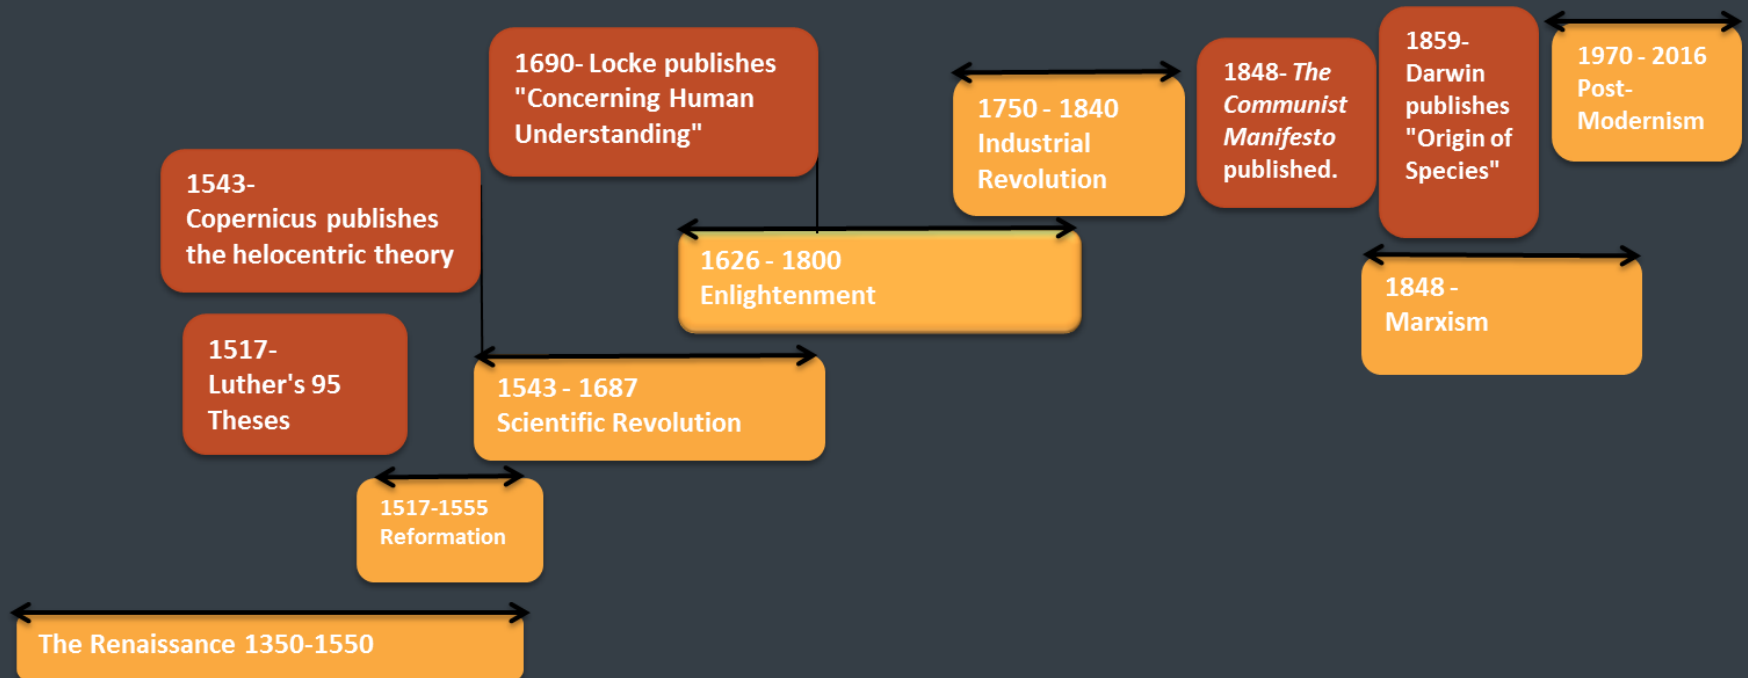 1690- Locke publishes
"Concerning Human
Understanding"
1750 - 1840
Industrial
Revolution
1848- The
Communist
Manifesto
published.
1859-
Darwin
publishes
"Origin of
Species"
1970 - 2016
Post-
Modernism
1543-
Copernicus publishes
the helocentric theory
1626 - 1800
Enlightenment
1848 -
Marxism
1517-
Luther's 95
Theses
1543 - 1687
Scientific Revolution
1517-1555
Reformation
The Renaissance 1350-1550